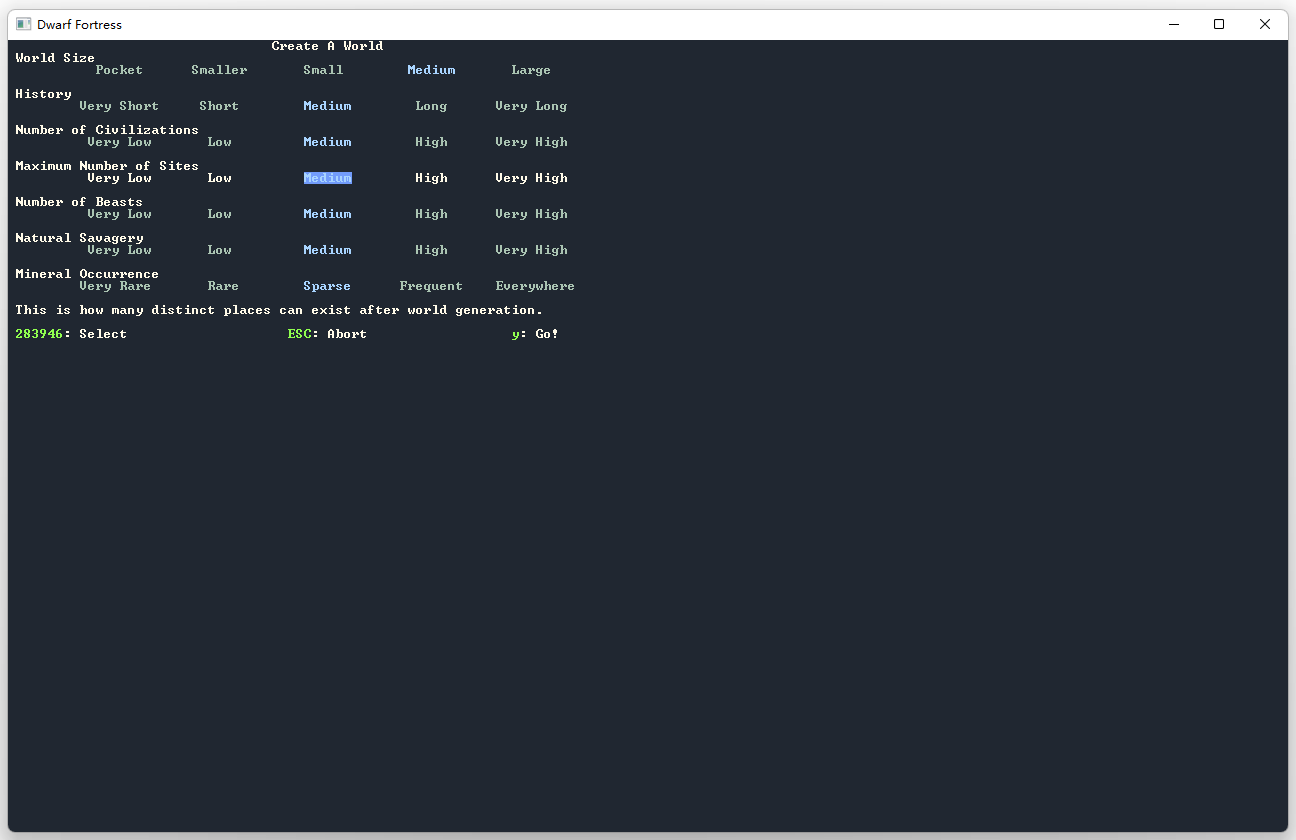 Dwarf Fortress
Create A World
World Size
Pocket Smaller Small Medium Large
History
Very Short Short Medium Long Very Long
Number of Civilizations
Very Low Low Medium High Very High
Maximum Number of Sites
Very Low Low Medium High Very High
Number of Beasts
Very Low Low Medium High Very High
Natural Savagery
Very Low Low Medium High Very High
Mineral Occurrence
Very Rare Rare Sparse Frequent Everywhere
This is how many distinct places can exist after world generation.
283946: Select ESC: Abort y: Go!